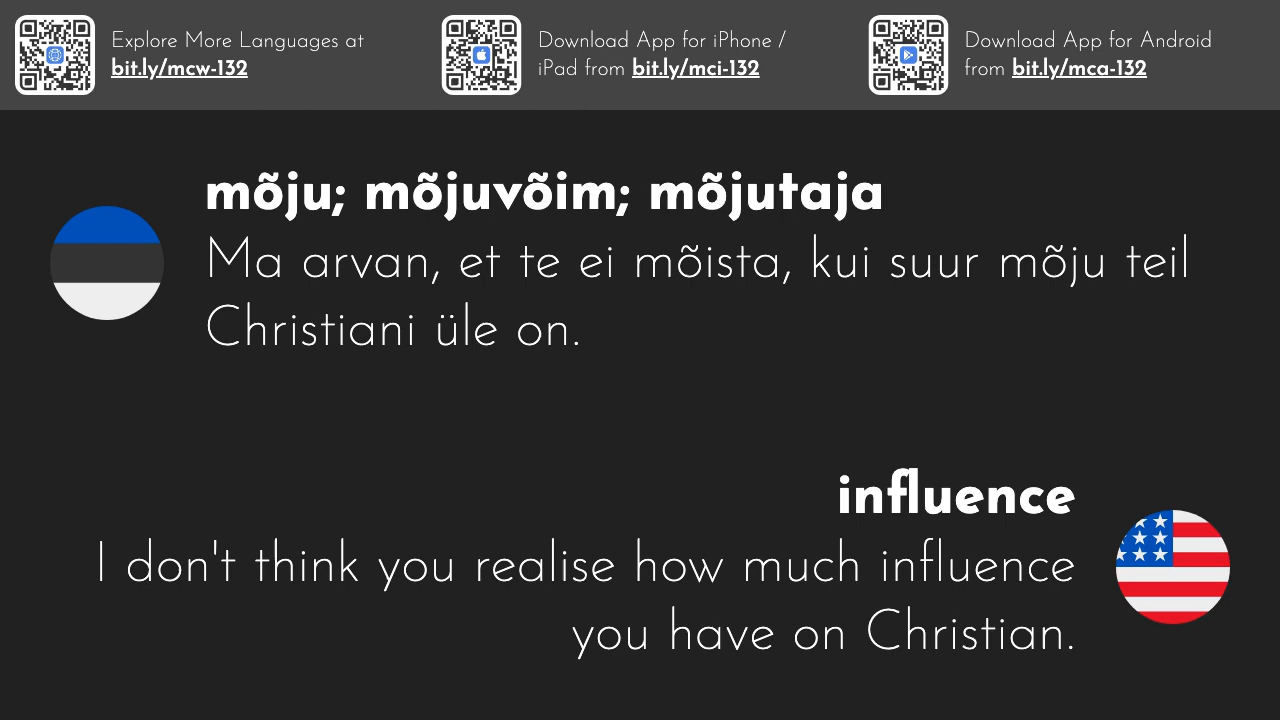 Explore More Languages at
bit.ly/mcw-132
Download App for iPhone /
iPad from bit.ly/mci-132
Download App for Android
from bit.ly/mca-132
mõju; mõjuvõim; mõjutaja
Ma arvan, et te ei mõista, kui suur mõju teil
Christiani üle on.
influence
I don't think you realise how much influence
you have on Christian.